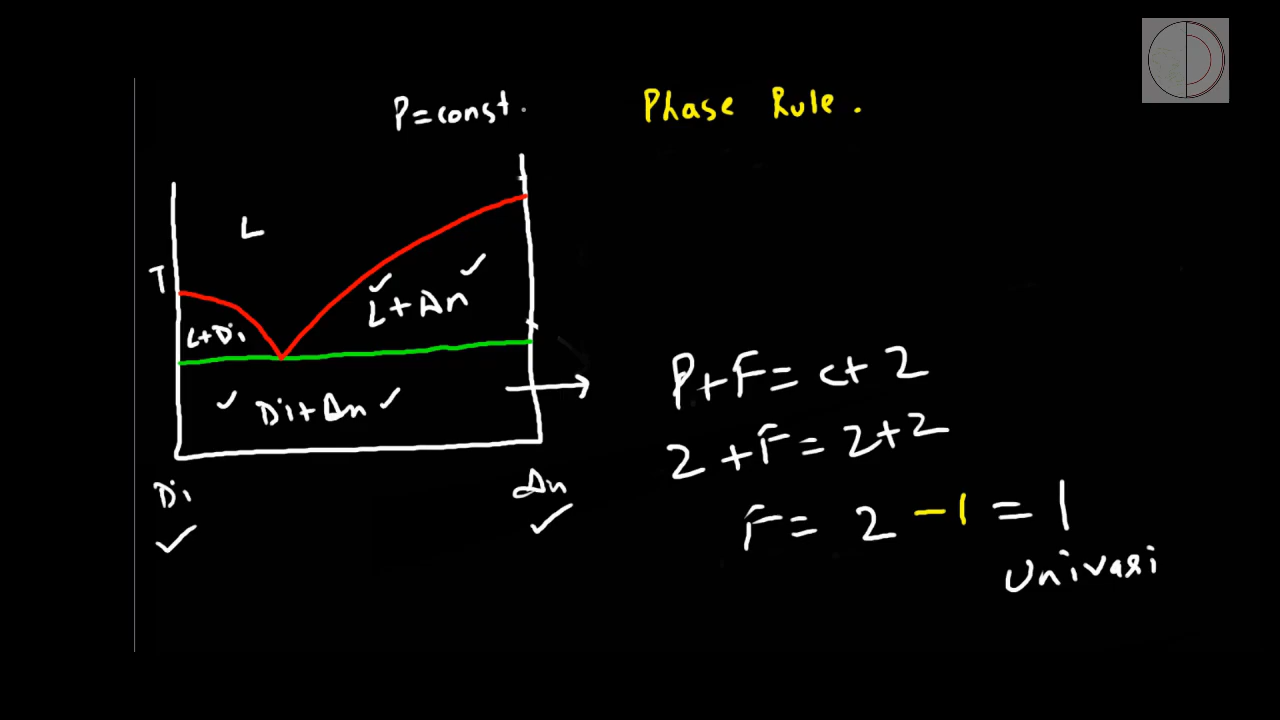 P=const.
Phase Rule.
L
T
L+Di
L+An
Di+An
Di
An
P+F= c+2
2+F=2+2
F= 2 -1 = 1
Univari